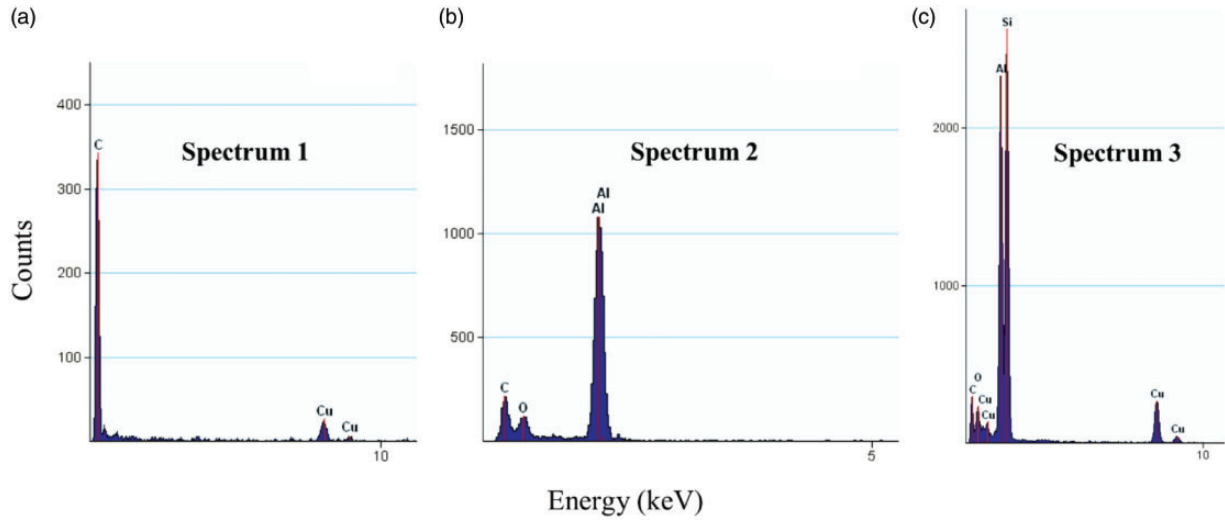 (a)
400
300
200
100
C
Spectrum 1
Cu
Cu
10
(b)
1500
1000
500
Spectrum 2
Al
Al
C
O
5
(c)
Si
Al
2000
1000
Spectrum 3
O
C
Cu
Cu
Cu
Cu
10
Counts
Energy (keV)